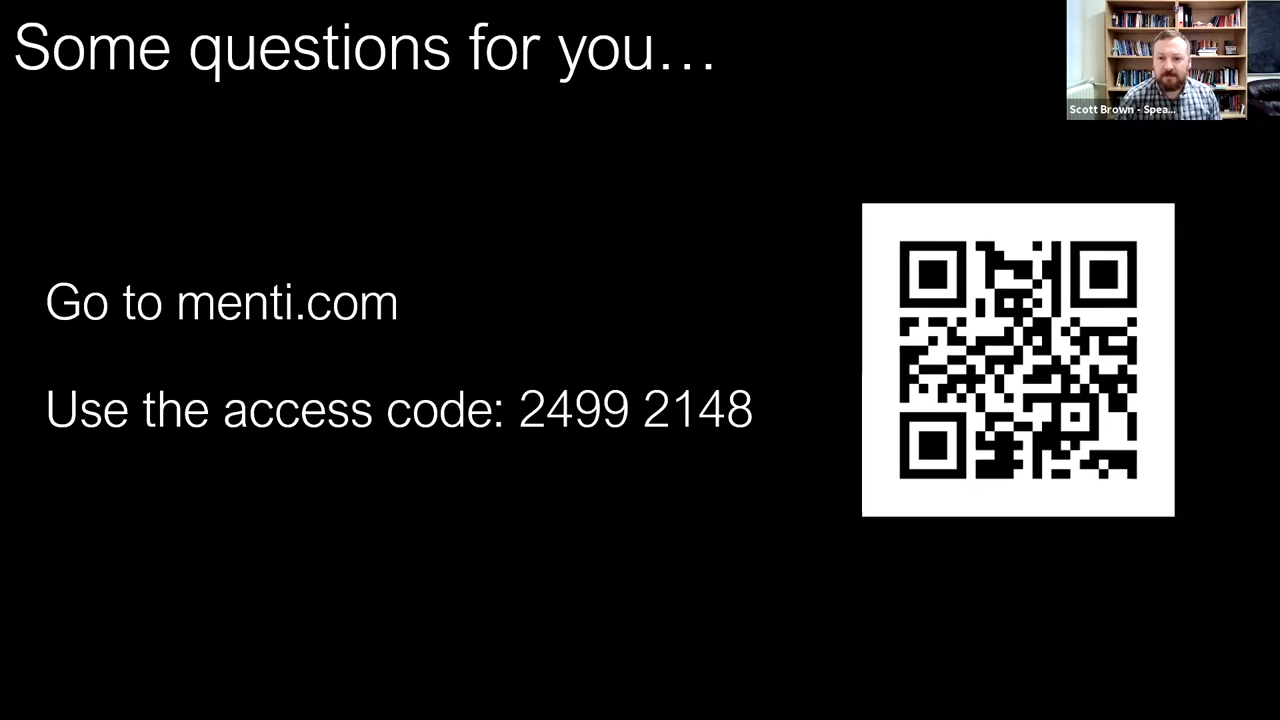 Some questions for you…
Scott Brown - Spea...
Go to menti.com
Use the access code: 2499 2148